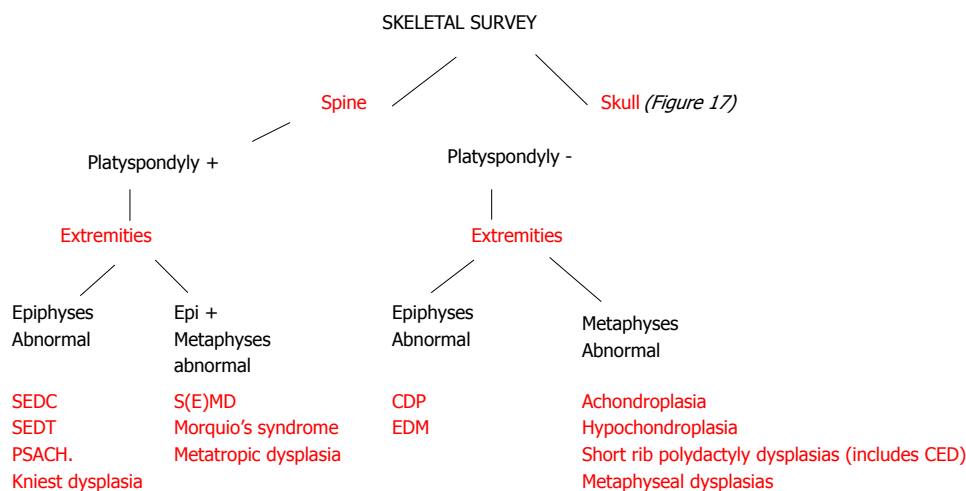 SKELETAL SURVEY
Spine
Skull (Figure 17)
Platyspondyly +
Platyspondyly -
Extremities
Extremities
Epiphyses
Abnormal
Epi +
Metaphyses
abnormal
Epiphyses
Abnormal
Metaphyses
Abnormal
SEDC
SEDT
PSACH.
Kniest dysplasia
S(E)MD
Morquio's syndrome
Metatropic dysplasia
CDP
EDM
Achondroplasia
Hypochondroplasia
Short rib polydactyly dysplasias (includes CED)
Metaphyseal dysplasias